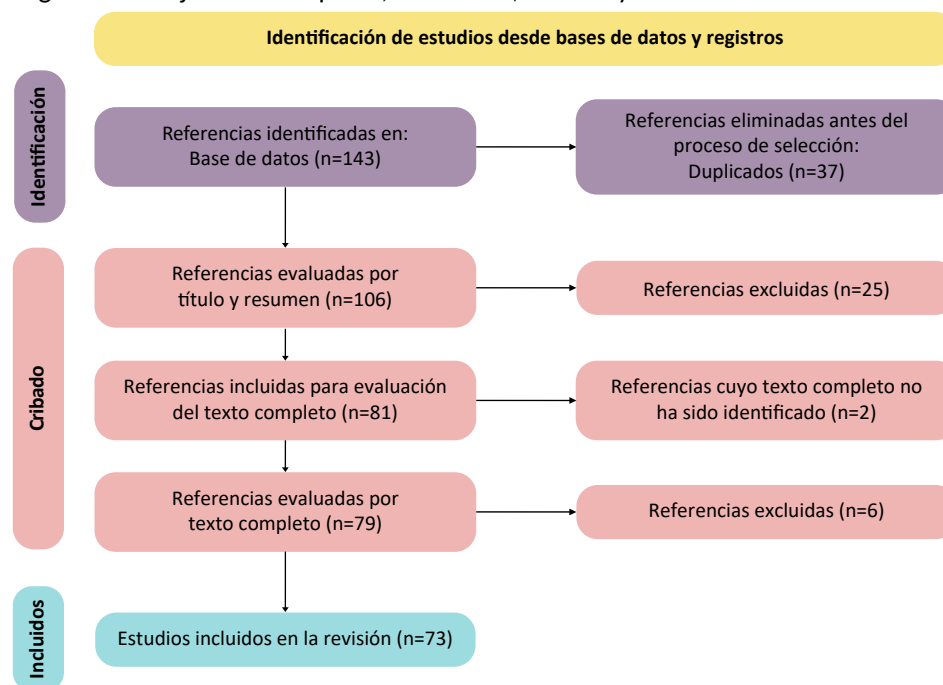 Identificación de estudios desde bases de datos y registros
Identificación
Referencias identificadas en:
Base de datos (n=143)
Referencias eliminadas antes del
proceso de selección:
Duplicados (n=37)
Cribado
Referencias evaluadas por
título y resumen (n=106)
Referencias excluidas (n=25)
Referencias incluidas para evaluación
del texto completo (n=81)
Referencias cuyo texto completo no
ha sido identificado (n=2)
Referencias evaluadas por
texto completo (n=79)
Referencias excluidas (n=6)
Incluidos
Estudios incluidos en la revisión (n=73)